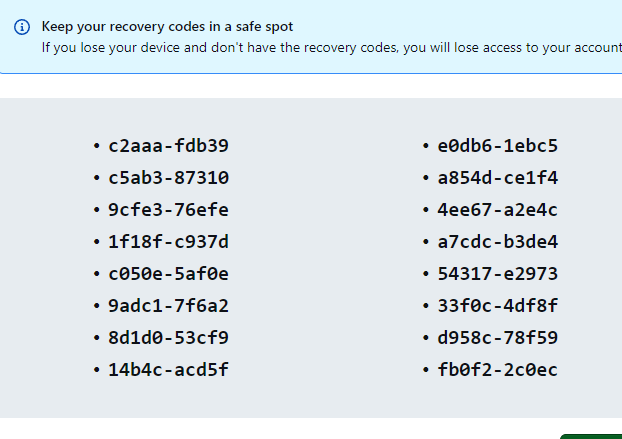 Keep your recovery codes in a safe spot
If you lose your device and don't have the recovery codes, you will lose access to your account
c2aaa-fdb39
e0db6-1ebc5
c5ab3-87310
a854d-ce1f4
9cfe3-76efe
4ee67-a2e4c
1f18f-c937d
a7cdc-b3de4
c050e-5af0e
54317-e2973
9adc1-7f6a2
33f0c-4df8f
8d1d0-53cf9
d958c-78f59
14b4c-acd5f
fb0f2-2c0ec